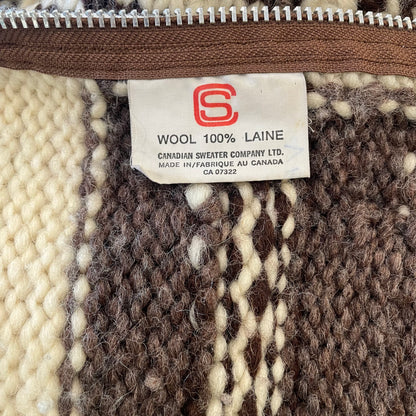 CS
WOOL 100% LAINE
CANADIAN SWEATER COMPANY LTD.
MADE IN/FABRIQUE AU CANADA
CA 07322